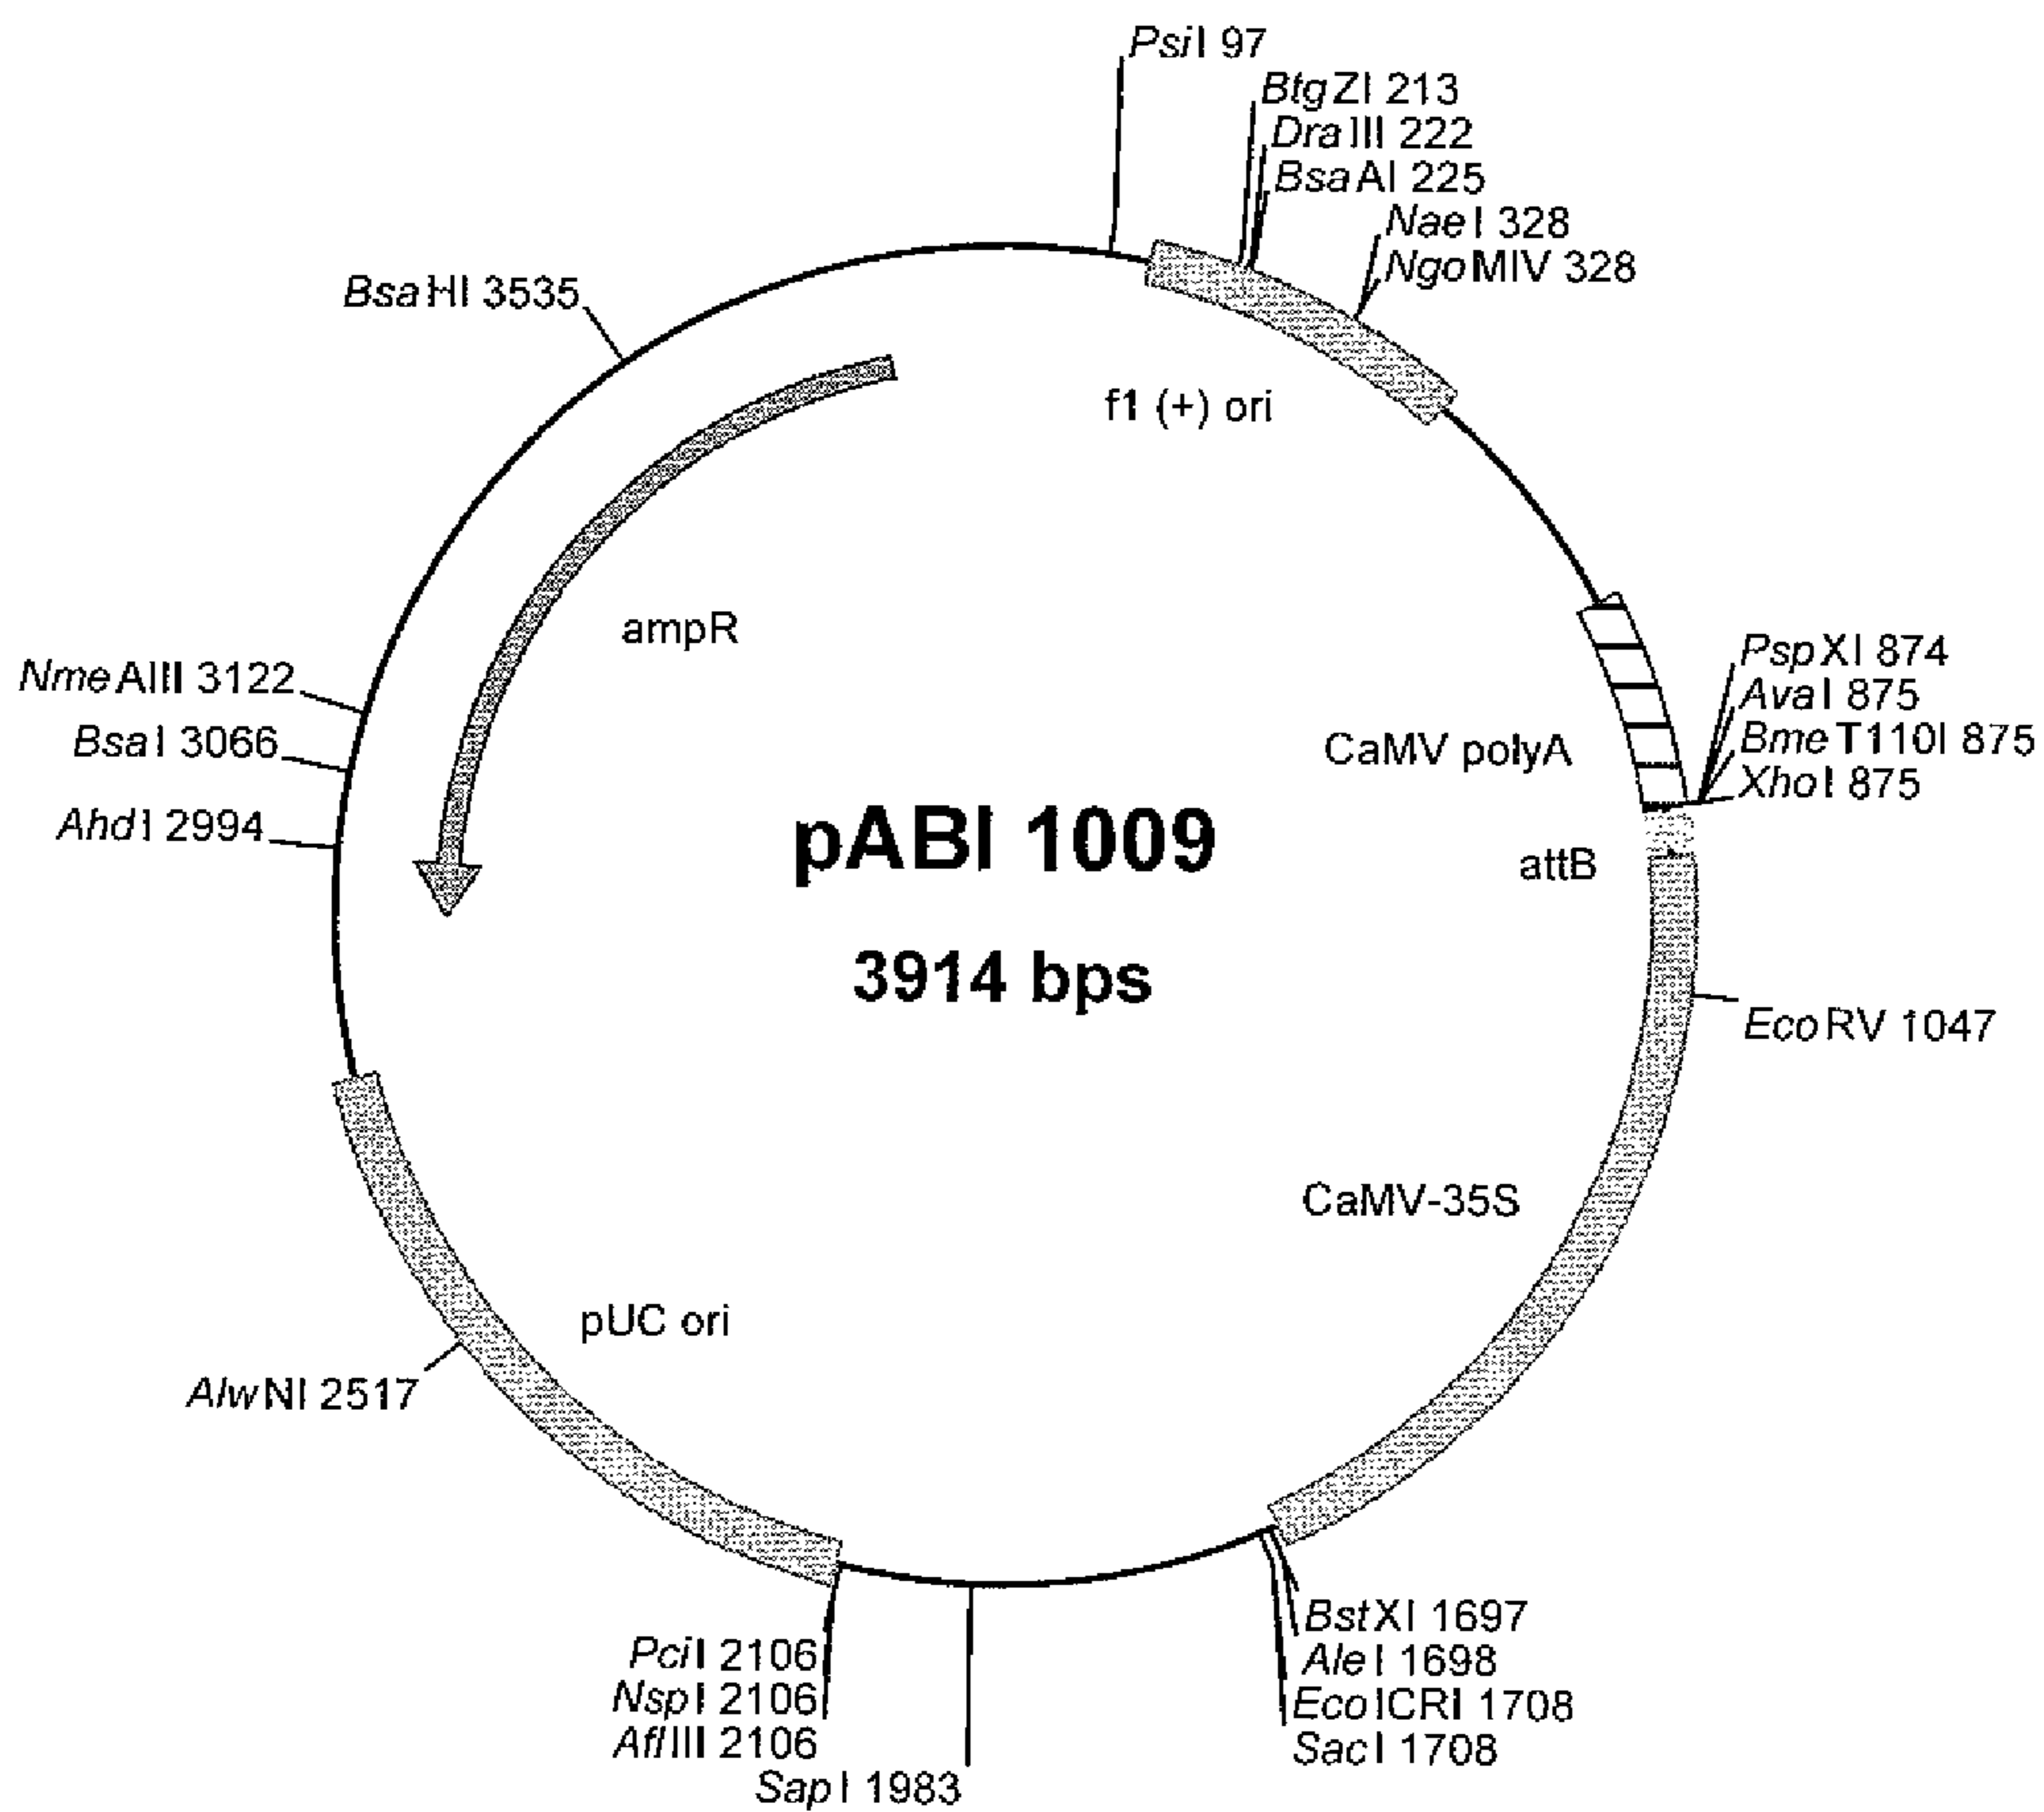 PsiI 97
BtgZI 213
DraIII 222
BsaAI 225
NaeI 328
NgoMIV 328
BsaHI 3535
f1 (+) ori
ampR
NmeAIII 3122
BsaI 3066
AhdI 2994
PspXI 874
AvaI 875
BmeT110I 875
XhoI 875
CaMV polyA
attB
pABI 1009
3914 bps
EcoRV 1047
CaMV-35S
pUC ori
AlwNI 2517
BstXI 1697
AleI 1698
EcoICRI 1708
SacI 1708
PciI 2106
NspI 2106
AflIII 2106
SapI 1983